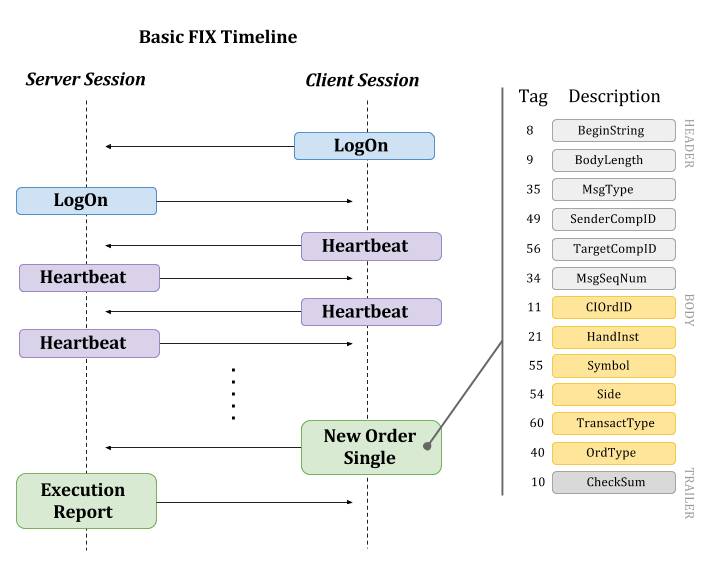 Basic FIX Timeline
Server Session
Client Session
LogOn
LogOn
Heartbeat
Heartbeat
Heartbeat
Heartbeat
New Order
Single
Execution
Report
Tag Description
8 BeginString
9 BodyLength
35 MsgType
49 SenderCompID
56 TargetCompID
34 MsgSeqNum
11 ClOrdID
21 HandInst
55 Symbol
54 Side
60 TransactType
40 OrdType
10 CheckSum
HEADER
BODY
TRAILER